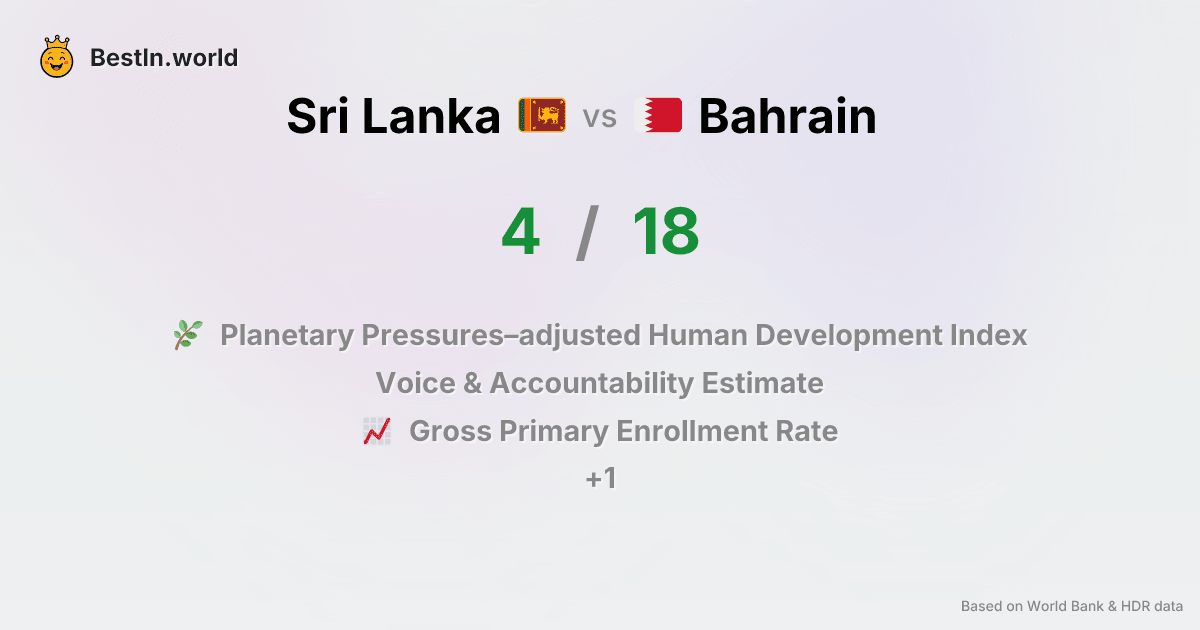 BestIn.world
Sri Lanka vs Bahrain
4 / 18
Planetary Pressures–adjusted Human Development Index
Voice & Accountability Estimate
Gross Primary Enrollment Rate
+1
Based on World Bank & HDR data